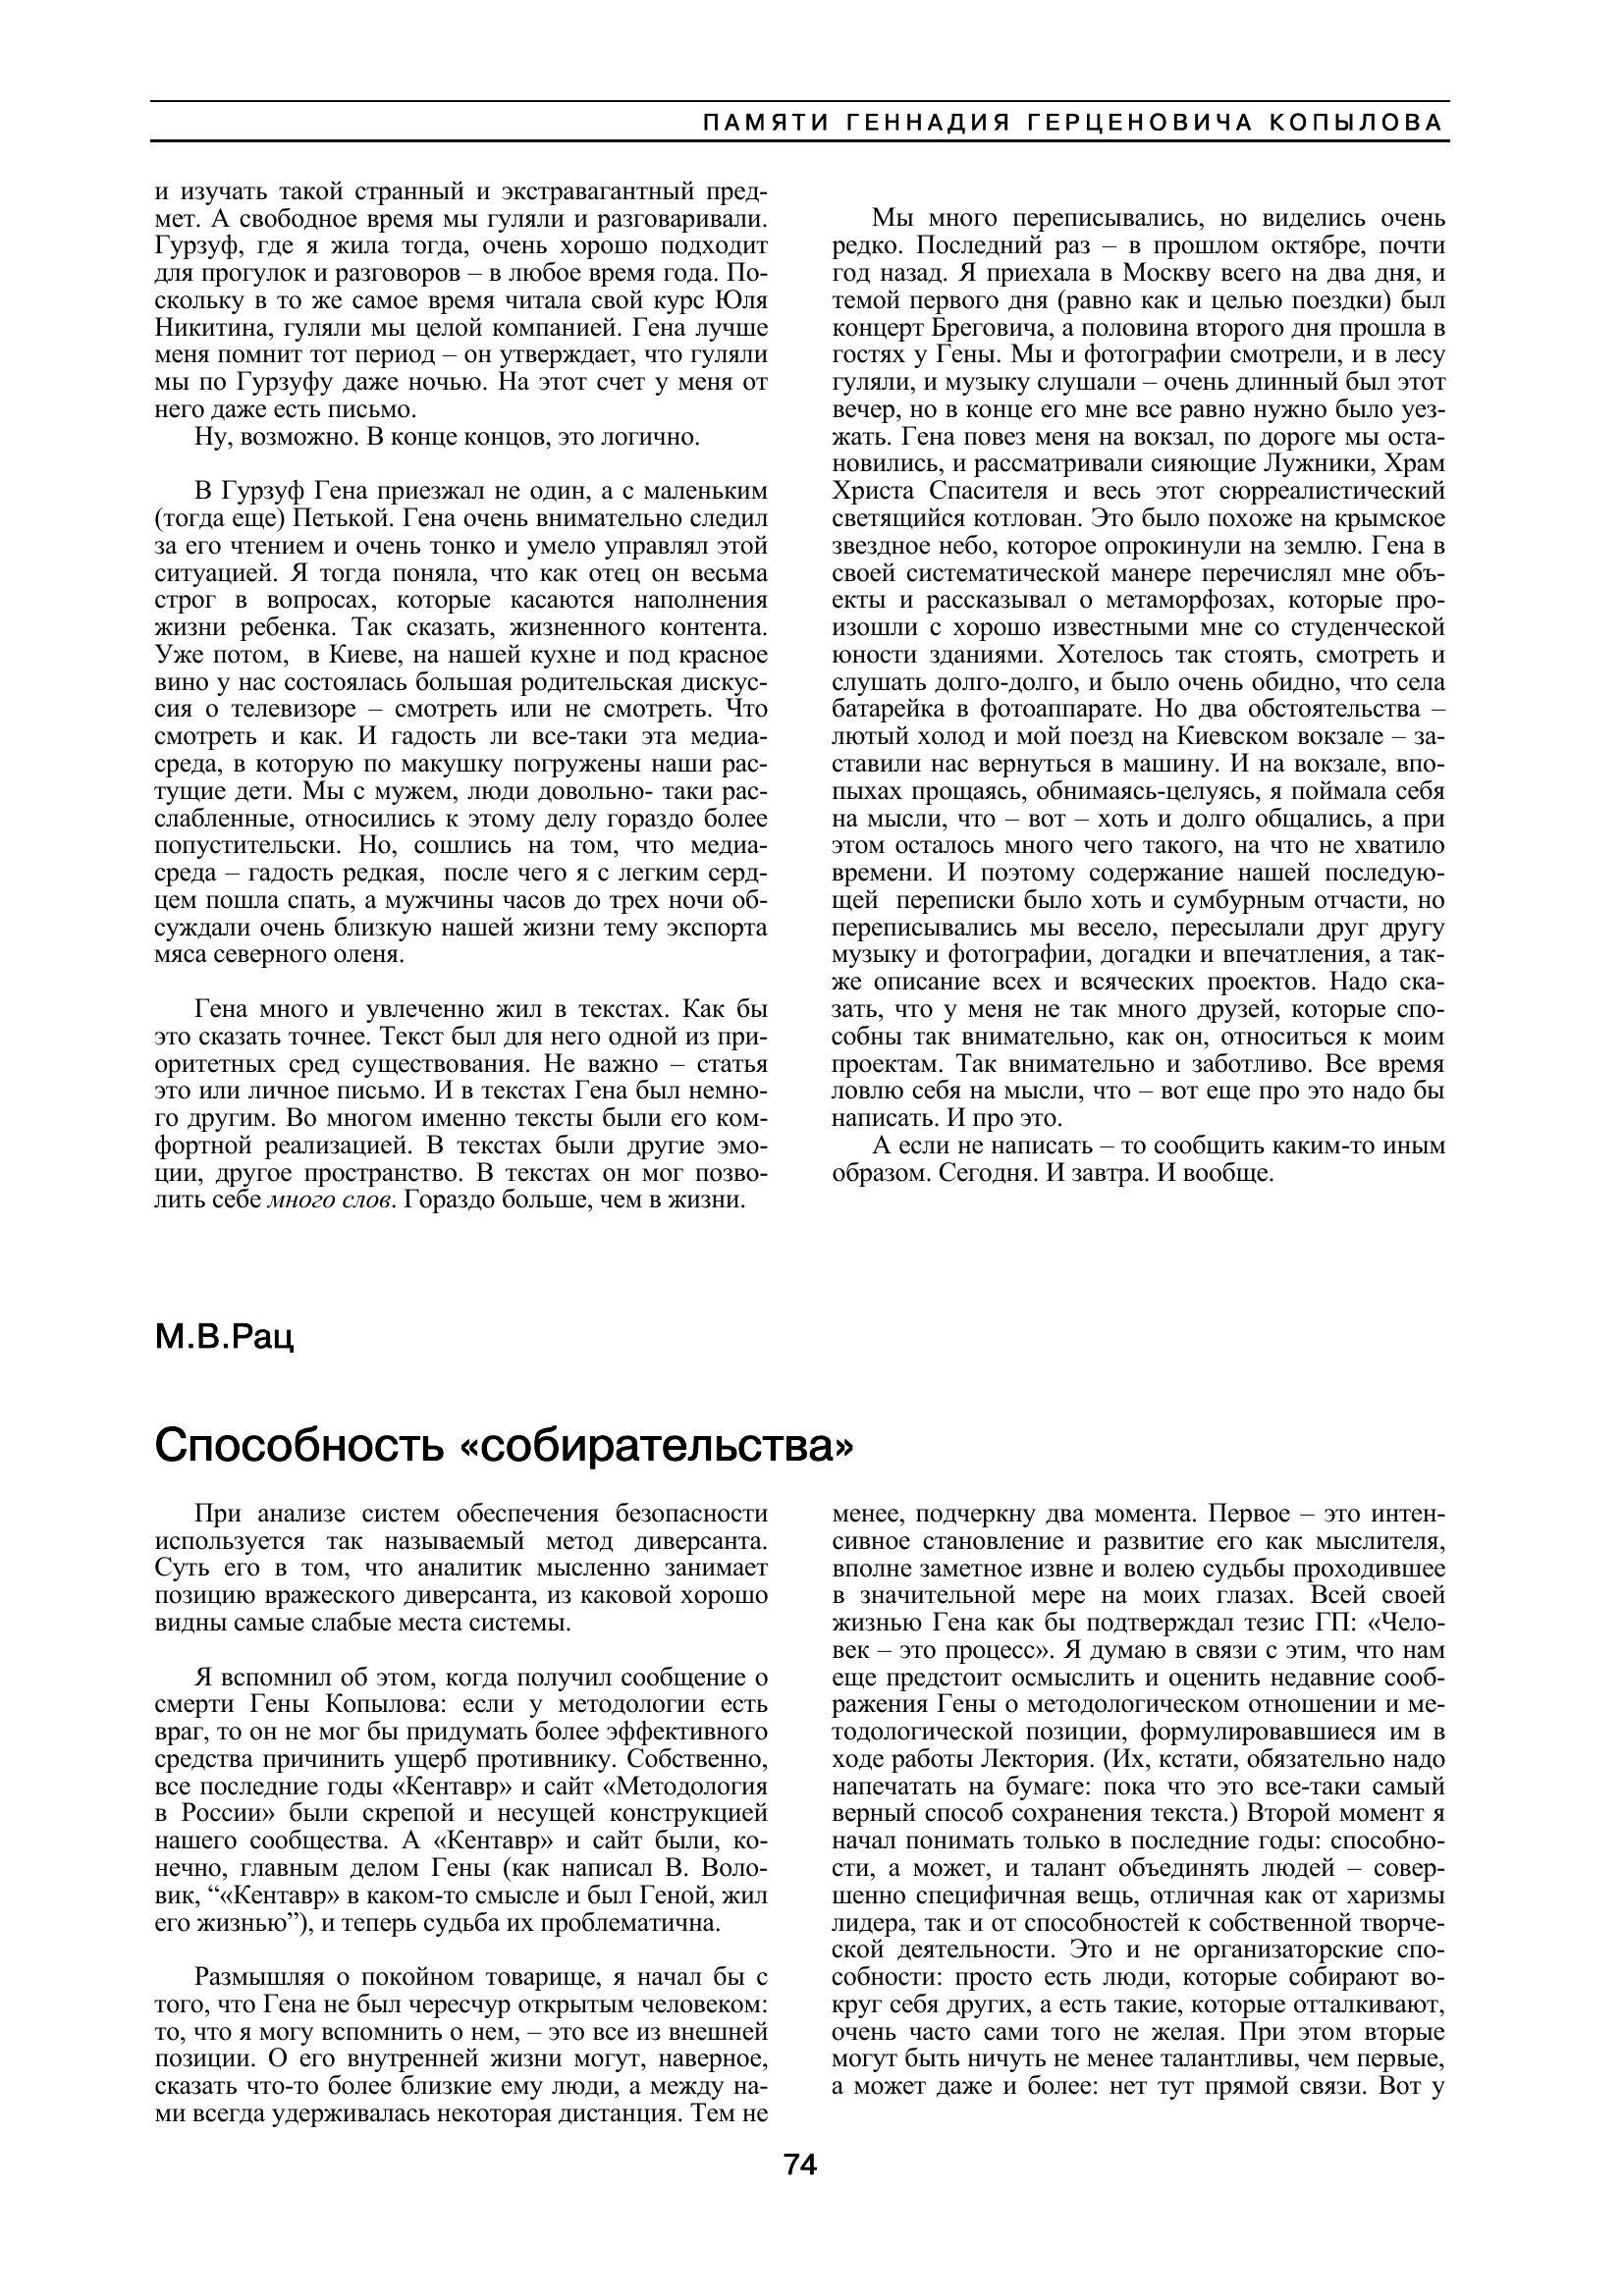 ПАМЯТИ ГЕННАДИЯ ГЕРЦЕНОВИЧА КОПЫЛОВА
и изучать такой странный и экстравагантный пред-
мет. А свободное время мы гуляли и разговаривали.
Гурзуф, где я жила тогда, очень хорошо подходит
для прогулок и разговоров – в любое время года. По-
скольку в то же самое время читала свой курс Юля
Никитина, гуляли мы целой компанией. Гена лучше
меня помнит тот период – он утверждает, что гуляли
мы по Гурзуфу даже ночью. На этот счет у меня от
него даже есть письмо.
Ну, возможно. В конце концов, это логично.
В Гурзуф Гена приезжал не один, а с маленьким
(тогда еще) Петькой. Гена очень внимательно следил
за его чтением и очень тонко и умело управлял этой
ситуацией. Я тогда поняла, что как отец он весьма
строг в вопросах, которые касаются наполнения
жизни ребенка. Так сказать, жизненного контента.
Уже потом, в Киеве, на нашей кухне и под красное
вино у нас состоялась большая родительская дискус-
сия о телевизоре – смотреть или не смотреть. Что
смотреть и как. И гадость ли все-таки эта медиа-
среда, в которую по макушку погружены наши рас-
тущие дети. Мы с мужем, люди довольно- таки рас-
слабленные, относились к этому делу гораздо более
попустительски. Но, сошлись на том, что медиа-
среда – гадость редкая, после чего я с легким серд-
цем пошла спать, а мужчины часов до трех ночи об-
суждали очень близкую нашей жизни тему экспорта
мяса северного оленя.
Гена много и увлеченно жил в текстах. Как бы
это сказать точнее. Текст был для него одной из при-
оритетных сред существования. Не важно – статья
это или личное письмо. И в текстах Гена был немно-
го другим. Во многом именно тексты были его ком-
фортной реализацией. В текстах были другие эмо-
ции, другое пространство. В текстах он мог позво-
лить себе много слов. Гораздо больше, чем в жизни.
Мы много переписывались, но виделись очень
редко. Последний раз – в прошлом октябре, почти
год назад. Я приехала в Москву всего на два дня, и
темой первого дня (равно как и целью поездки) был
концерт Бреговича, а половина второго дня прошла в
гостях у Гены. Мы и фотографии смотрели, и в лесу
гуляли, и музыку слушали – очень длинный был этот
вечер, но в конце его мне все равно нужно было уез-
жать. Гена повез меня на вокзал, по дороге мы оста-
новились, и рассматривали сияющие Лужники, Храм
Христа Спасителя и весь этот сюрреалистический
светящийся котлован. Это было похоже на крымское
звездное небо, которое опрокинули на землю. Гена в
своей систематической манере перечислял мне объ-
екты и рассказывал о метаморфозах, которые про-
изошли с хорошо известными мне со студенческой
юности зданиями. Хотелось так стоять, смотреть и
слушать долго-долго, и было очень обидно, что села
батарейка в фотоаппарате. Но два обстоятельства –
лютый холод и мой поезд на Киевском вокзале – за-
ставили нас вернуться в машину. И на вокзале, впо-
пыхах прощаясь, обнимаясь-целуясь, я поймала себя
на мысли, что – вот – хоть и долго общались, а при
этом осталось много чего такого, на что не хватило
времени. И поэтому содержание нашей последую-
щей переписки было хоть и сумбурным отчасти, но
переписывались мы весело, пересылали друг другу
музыку и фотографии, догадки и впечатления, а так-
же описание всех и всяческих проектов. Надо ска-
зать, что у меня не так много друзей, которые спо-
собны так внимательно, как он, относиться к моим
проектам. Так внимательно и заботливо. Все время
ловлю себя на мысли, что – вот еще про это надо бы
написать. И про это.
А если не написать – то сообщить каким-то иным
образом. Сегодня. И завтра. И вообще.
М.В.Рац
Способность «собирательства»
При анализе систем обеспечения безопасности
используется так называемый метод диверсанта.
Суть его в том, что аналитик мысленно занимает
позицию вражеского диверсанта, из каковой хорошо
видны самые слабые места системы.
Я вспомнил об этом, когда получил сообщение о
смерти Гены Копылова: если у методологии есть
враг, то он не мог бы придумать более эффективного
средства причинить ущерб противнику. Собственно,
все последние годы «Кентавр» и сайт «Методология
в России» были скрепой и несущей конструкцией
нашего сообщества. А «Кентавр» и сайт были, ко-
нечно, главным делом Гены (как написал В. Воло-
вик, “«Кентавр» в каком-то смысле и был Геной, жил
его жизнью”), и теперь судьба их проблематична.
Размышляя о покойном товарище, я начал бы с
того, что Гена не был чересчур открытым человеком:
то, что я могу вспомнить о нем, – это все из внешней
позиции. О его внутренней жизни могут, наверное,
сказать что-то более близкие ему люди, а между на-
ми всегда удерживалась некоторая дистанция. Тем не
менее, подчеркну два момента. Первое – это интен-
сивное становление и развитие его как мыслителя,
вполне заметное извне и волею судьбы проходившее
в значительной мере на моих глазах. Всей своей
жизнью Гена как бы подтверждал тезис ГП: «Чело-
век – это процесс». Я думаю в связи с этим, что нам
еще предстоит осмыслить и оценить недавние сооб-
ражения Гены о методологическом отношении и ме-
тодологической позиции, формулировавшиеся им в
ходе работы Лектория. (Их, кстати, обязательно надо
напечатать на бумаге: пока что это все-таки самый
верный способ сохранения текста.) Второй момент я
начал понимать только в последние годы: способно-
сти, а может, и талант объединять людей – совер-
шенно специфичная вещь, отличная как от харизмы
лидера, так и от способностей к собственной творче-
ской деятельности. Это и не организаторские спо-
собности: просто есть люди, которые собирают во-
круг себя других, а есть такие, которые отталкивают,
очень часто сами того не желая. При этом вторые
могут быть ничуть не менее талантливы, чем первые,
а может даже и более: нет тут прямой связи. Вот у
74